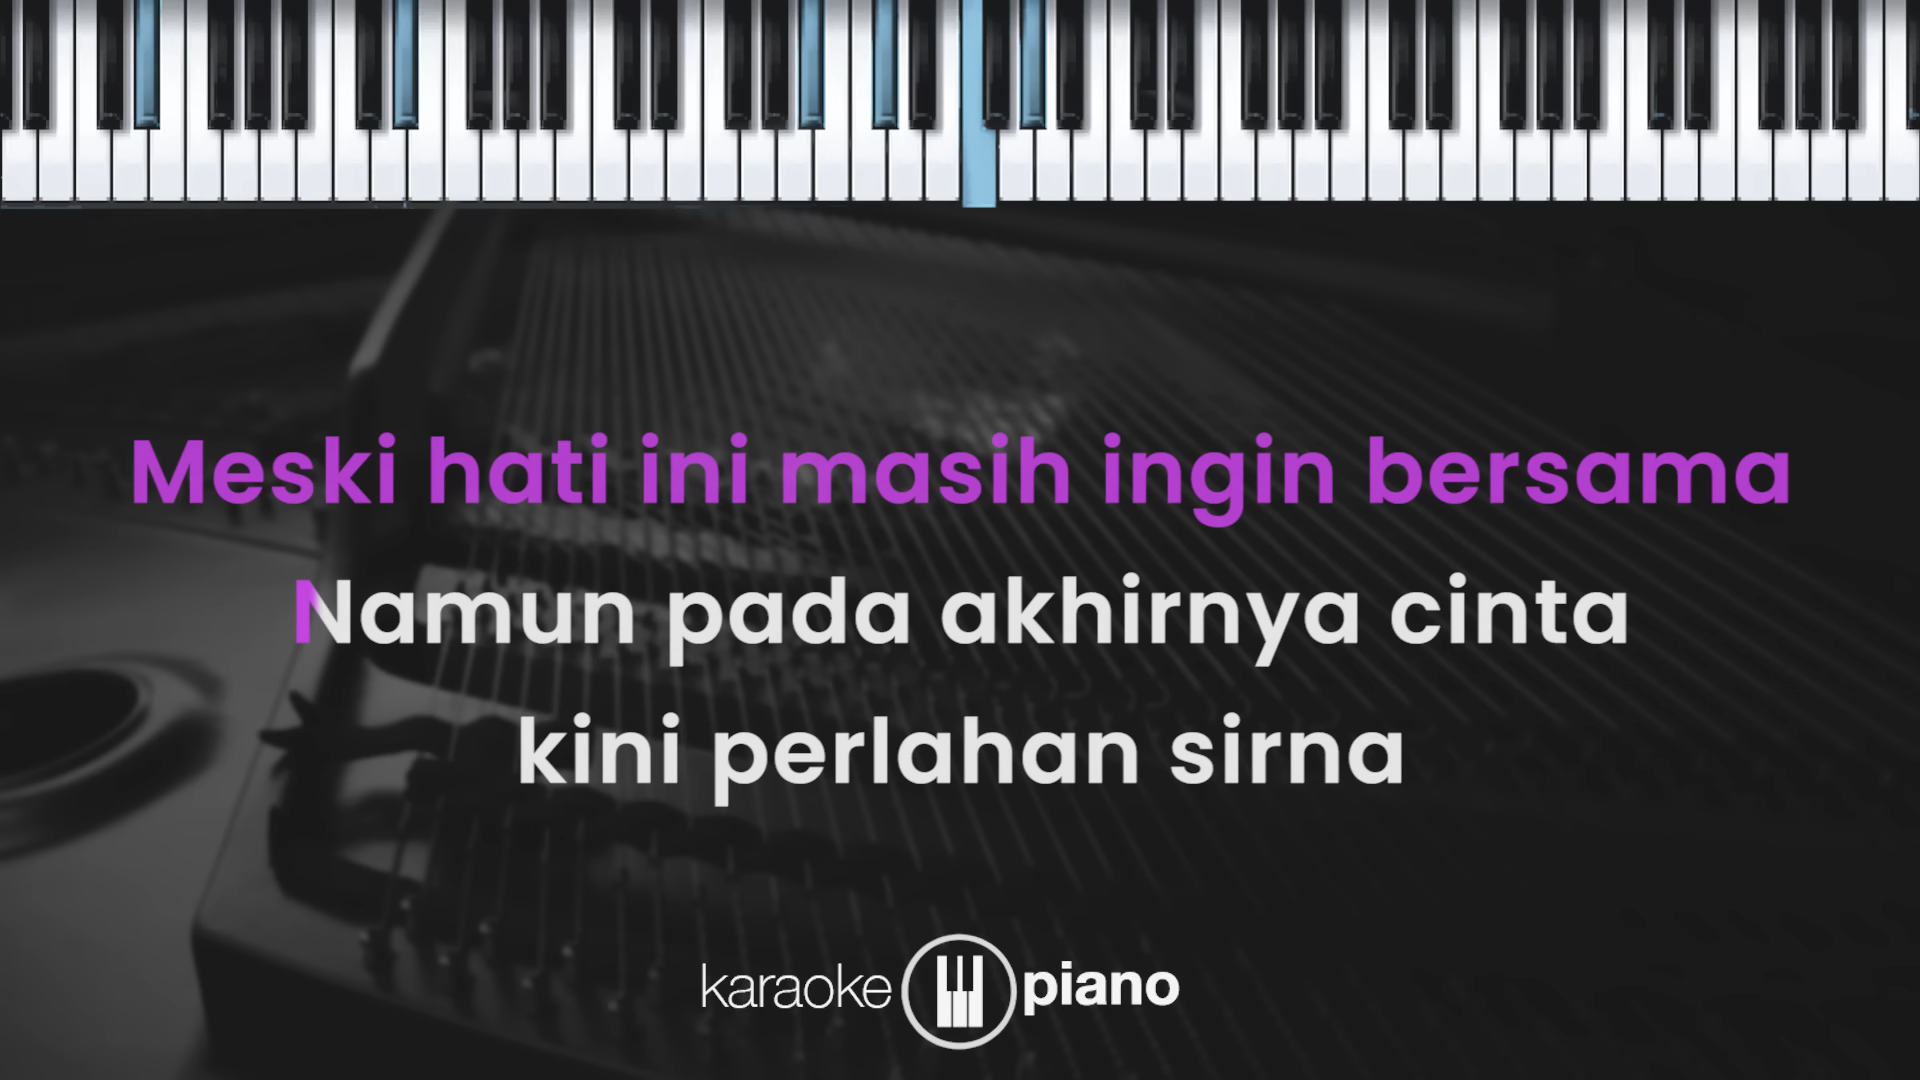 Meski hati ini masih ingin bersama
Namun pada akhirnya cinta
kini perlahan sirna
karaoke piano